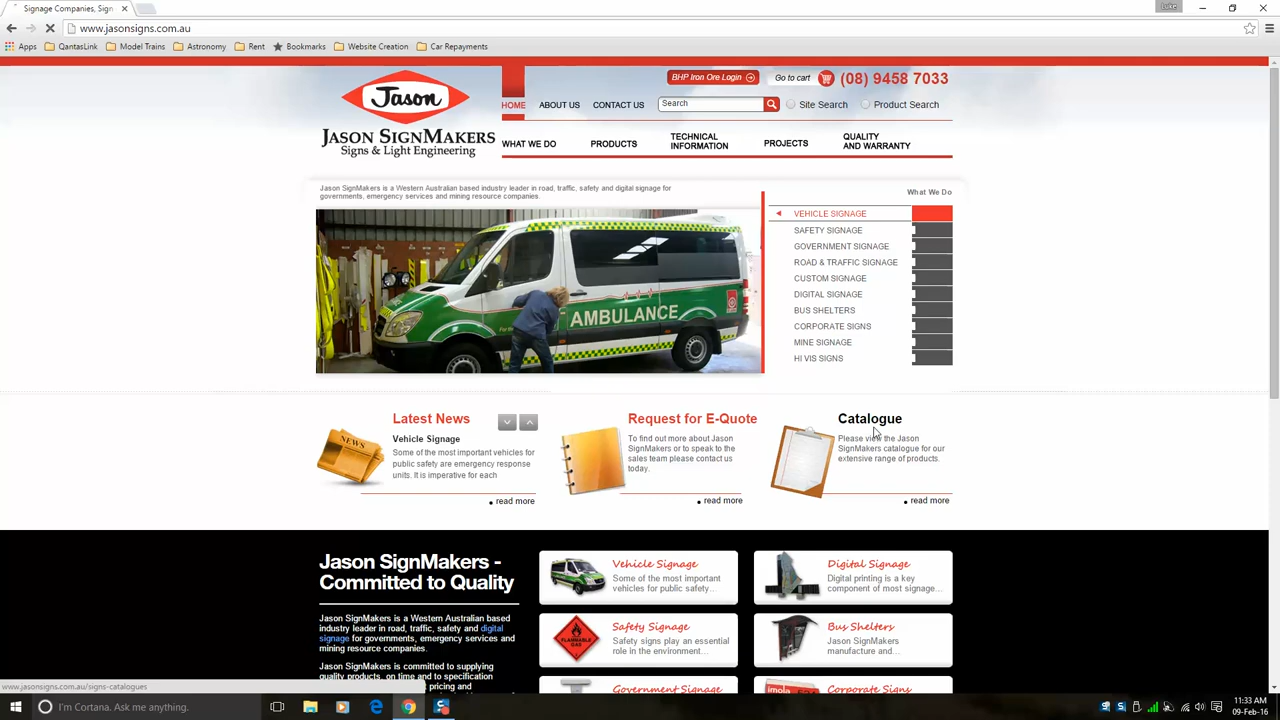 Signage Companies, Sign
Luke
www.jasonsigns.com.au
Apps QantasLink Model Trains Astronomy Rent Bookmarks Website Creation Car Repayments
BHP Iron Ore Login Go to cart (08) 9458 7033
Jason
HOME ABOUT US CONTACT US Search Site Search Product Search
JASON SIGNMAKERS
Signs & Light Engineering
WHAT WE DO PRODUCTS TECHNICAL INFORMATION PROJECTS QUALITY AND WARRANTY
Jason SignMakers is a Western Australian based industry leader in road, traffic, safety and digital signage for
governments, emergency services and mining resource companies.
What We Do
AMBULANCE
VEHICLE SIGNAGE
SAFETY SIGNAGE
GOVERNMENT SIGNAGE
ROAD & TRAFFIC SIGNAGE
CUSTOM SIGNAGE
DIGITAL SIGNAGE
BUS SHELTERS
CORPORATE SIGNS
MINE SIGNAGE
HI VIS SIGNS
NEWS
Latest News
Vehicle Signage
Some of the most important
vehicles for public safety
are emergency response
units. It is imperative for each
read more
Request for E-Quote
To find out more about Jason
SignMakers or to speak to the
sales team please contact us
today.
read more
Catalogue
Please view the Jason
SignMakers catalogue for our
extensive range of products.
read more
Jason SignMakers -
Committed to Quality
Jason SignMakers is a Western Australian based
industry leader in road, traffic, safety and digital
signage for governments, emergency services and
mining resource companies.
Jason SignMakers is committed to supplying
quality products, on time and to specification
pricing and
Vehicle Signage
Some of the most important
vehicles for public safety...
Digital Signage
Digital printing is a key
component of most signage...
FLAMMABLE GAS
Safety Signage
Safety signs play an essential
role in the environment...
Bus Shelters
Jason SignMakers
manufacture and...
Government Signage
Corporate Signs
www.jasonsigns.com.au/signs-catalogues
I'm Cortana. Ask me anything.
11:33 AM
09-Feb-16